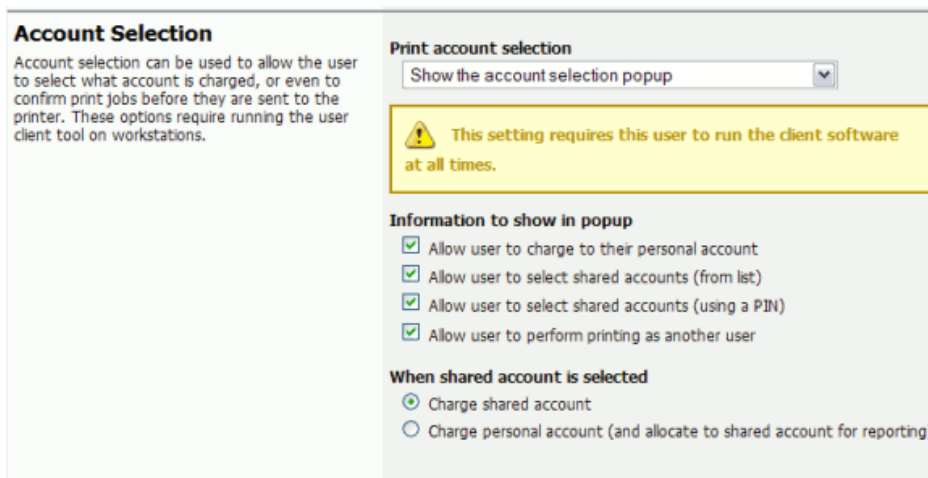 Account Selection
Account selection can be used to allow the user
to select what account is charged, or even to
confirm print jobs before they are sent to the
printer. These options require running the user
client tool on workstations.
Print account selection
Show the account selection popup
This setting requires this user to run the client software
at all times.
Information to show in popup
Allow user to charge to their personal account
Allow user to select shared accounts (from list)
Allow user to select shared accounts (using a PIN)
Allow user to perform printing as another user
When shared account is selected
Charge shared account
Charge personal account (and allocate to shared account for reporting